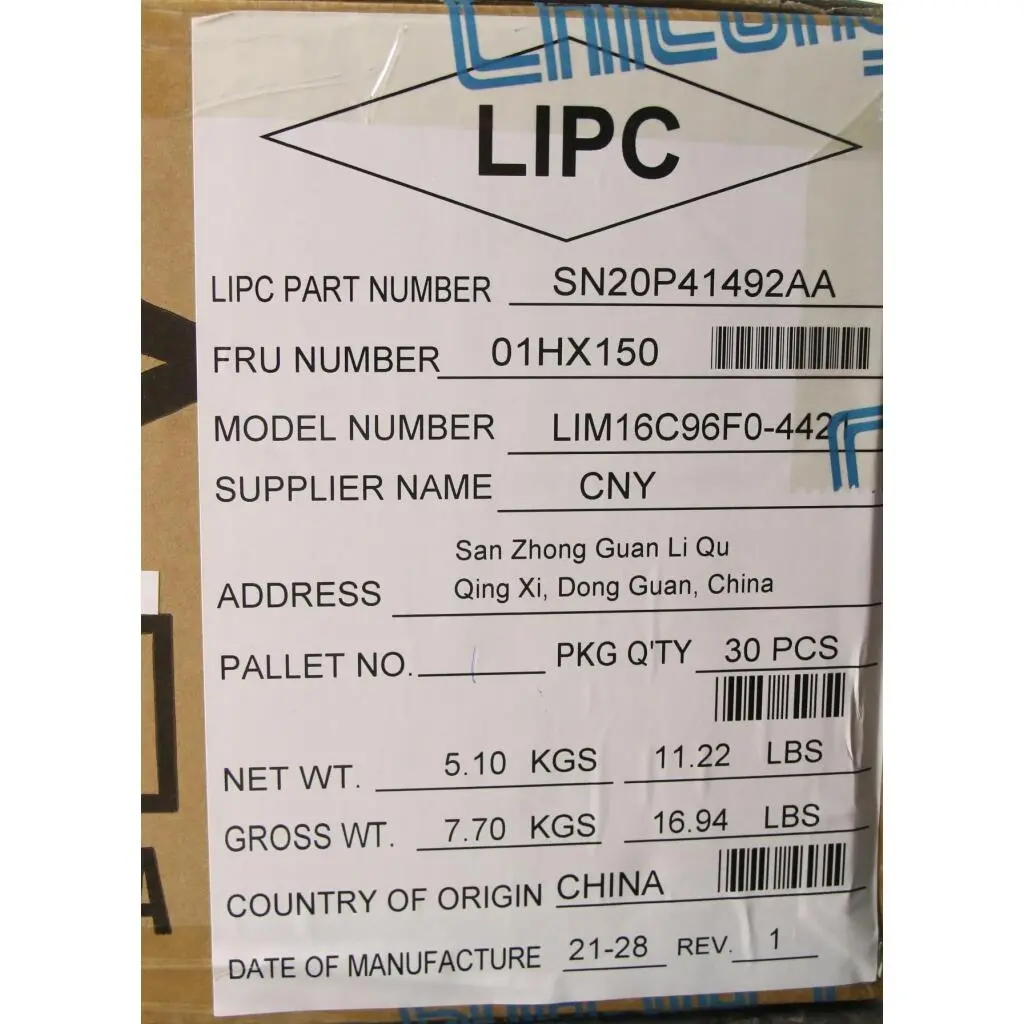 LIPC
LIPC PART NUMBER SN20P41492AA
FRU NUMBER 01HX150
MODEL NUMBER LIM16C96F0-4421
SUPPLIER NAME CNY
San Zhong Guan Li Qu
ADDRESS Qing Xi, Dong Guan, China
PALLET NO. PKG Q'TY 30 PCS
NET WT. 5.10 KGS 11.22 LBS
GROSS WT. 7.70 KGS 16.94 LBS
COUNTRY OF ORIGIN CHINA
DATE OF MANUFACTURE 21-28 REV. 1